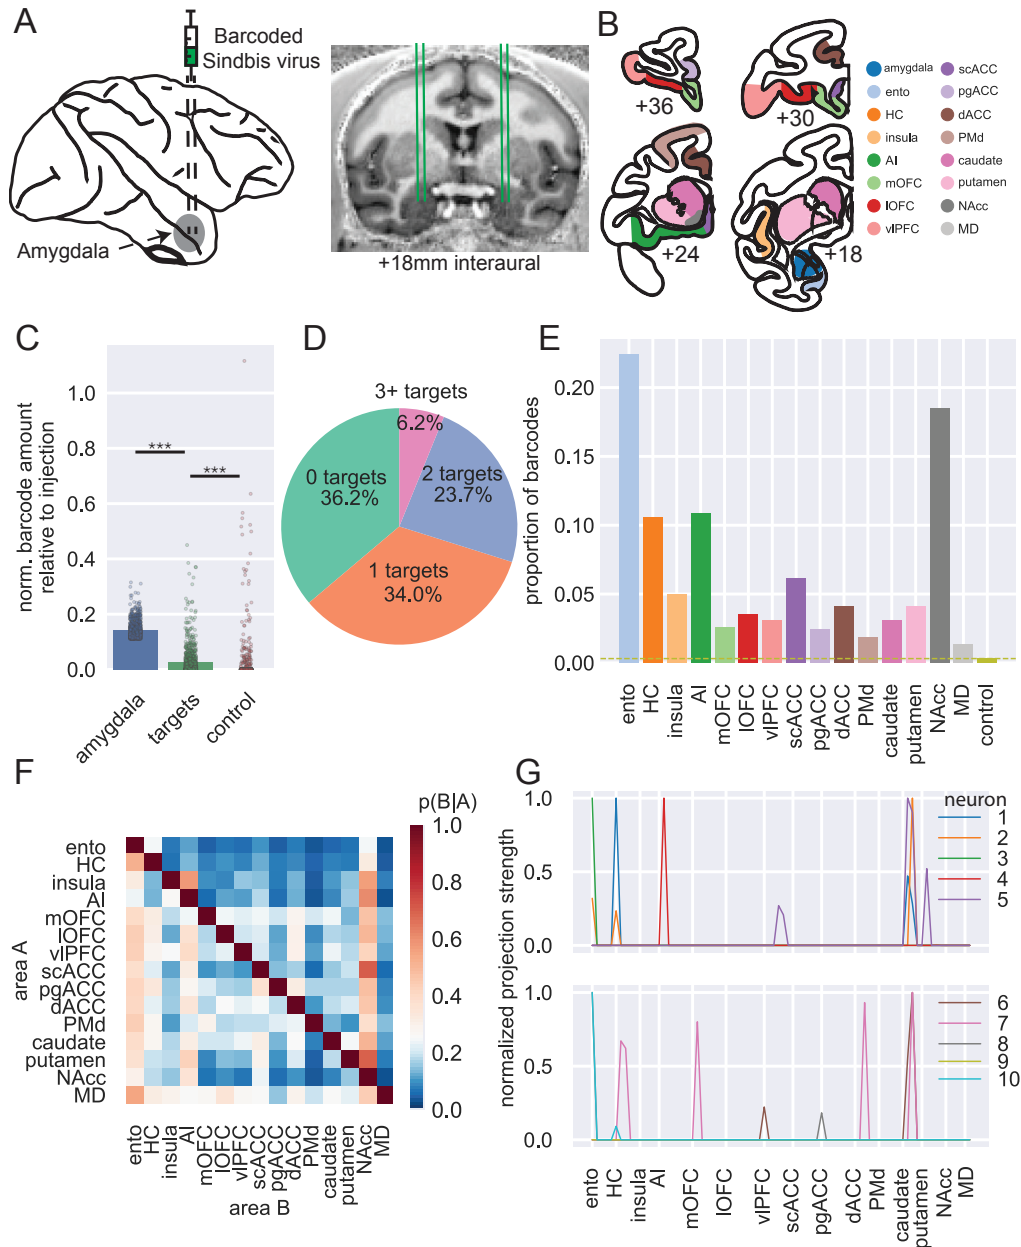 A
Barcoded
Sindbis virus
Amygdala
+18mm interaural
B
+36
+30
+24
+18
amygdala
ento
HC
insula
AI
mOFC
lOFC
vlPFC
scACC
pgACC
dACC
PMd
caudate
putamen
NAcc
MD
C
norm. barcode amount
relative to injection
1.0
0.8
0.6
0.4
0.2
0.0
***
***
amygdala
targets
control
D
3+ targets
6.2%
0 targets
36.2%
2 targets
23.7%
1 targets
34.0%
E
proportion of barcodes
0.20
0.15
0.10
0.05
0.00
ento
HC
insula
AI
mOFC
lOFC
vlPFC
scACC
pgACC
dACC
PMd
caudate
putamen
NAcc
MD
control
F
p(B|A)
1.0
0.8
0.6
0.4
0.2
0.0
area A
ento
HC
insula
AI
mOFC
lOFC
vlPFC
scACC
pgACC
dACC
PMd
caudate
putamen
NAcc
MD
ento
HC
insula
AI
mOFC
lOFC
vlPFC
scACC
pgACC
dACC
PMd
caudate
putamen
NAcc
MD
area B
G
normalized projection strength
1.0
0.5
0.0
neuron
1
2
3
4
5
1.0
0.5
0.0
6
7
8
9
10
ento
HC
insula
AI
mOFC
lOFC
vlPFC
scACC
pgACC
dACC
PMd
caudate
putamen
NAcc
MD